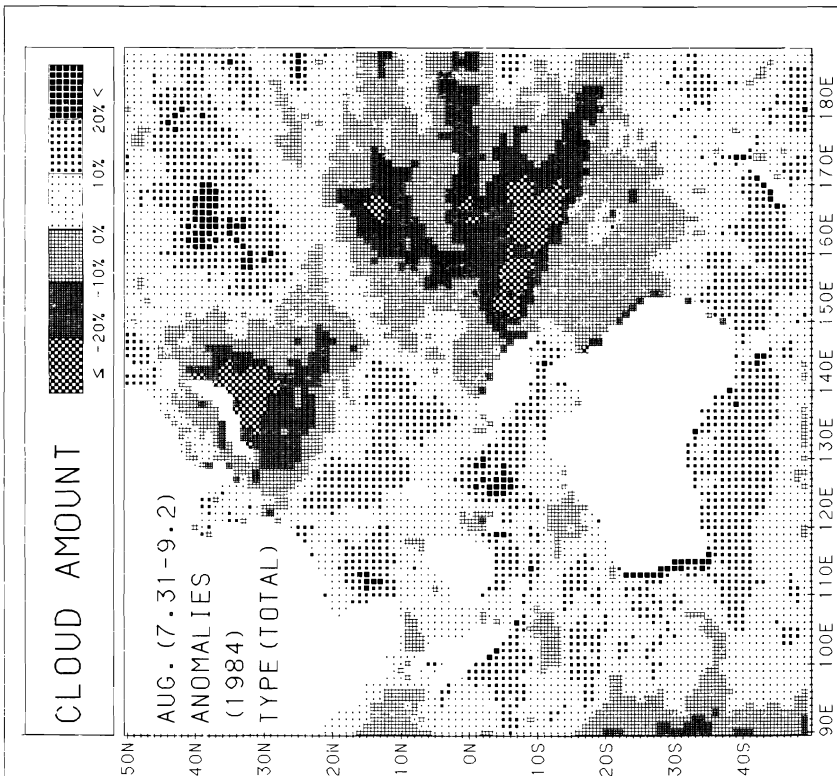 CLOUD AMOUNT
≤ -20% -10% 0% 10% 20% <
AUG. (7.31-9.2)
ANOMALIES
(1984)
TYPE (TOTAL)
50N
40N
30N
20N
10N
0N
10S
20S
30S
40S
90E 100E 110E 120E 130E 140E 150E 160E 170E 180E